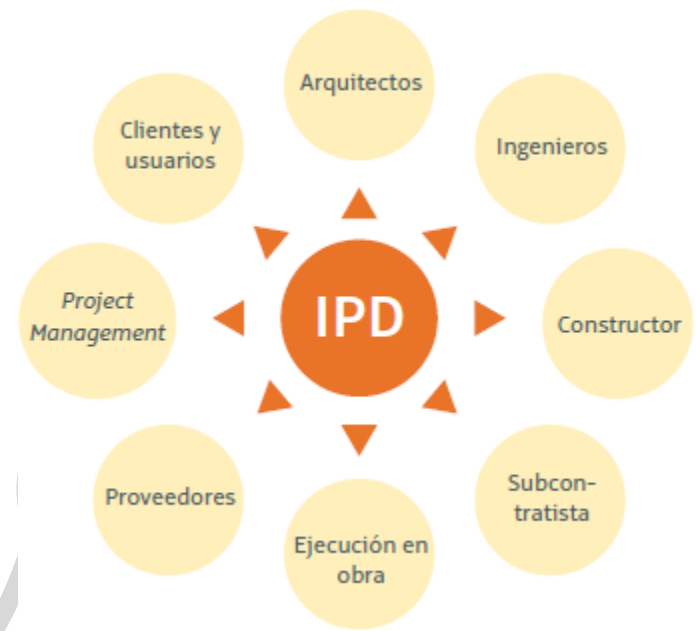 Arquitectos
Clientes y
usuarios
Ingenieros
Project
Management
IPD
Constructor
Proveedores
Subcon-
tratista
Ejecución en
obra